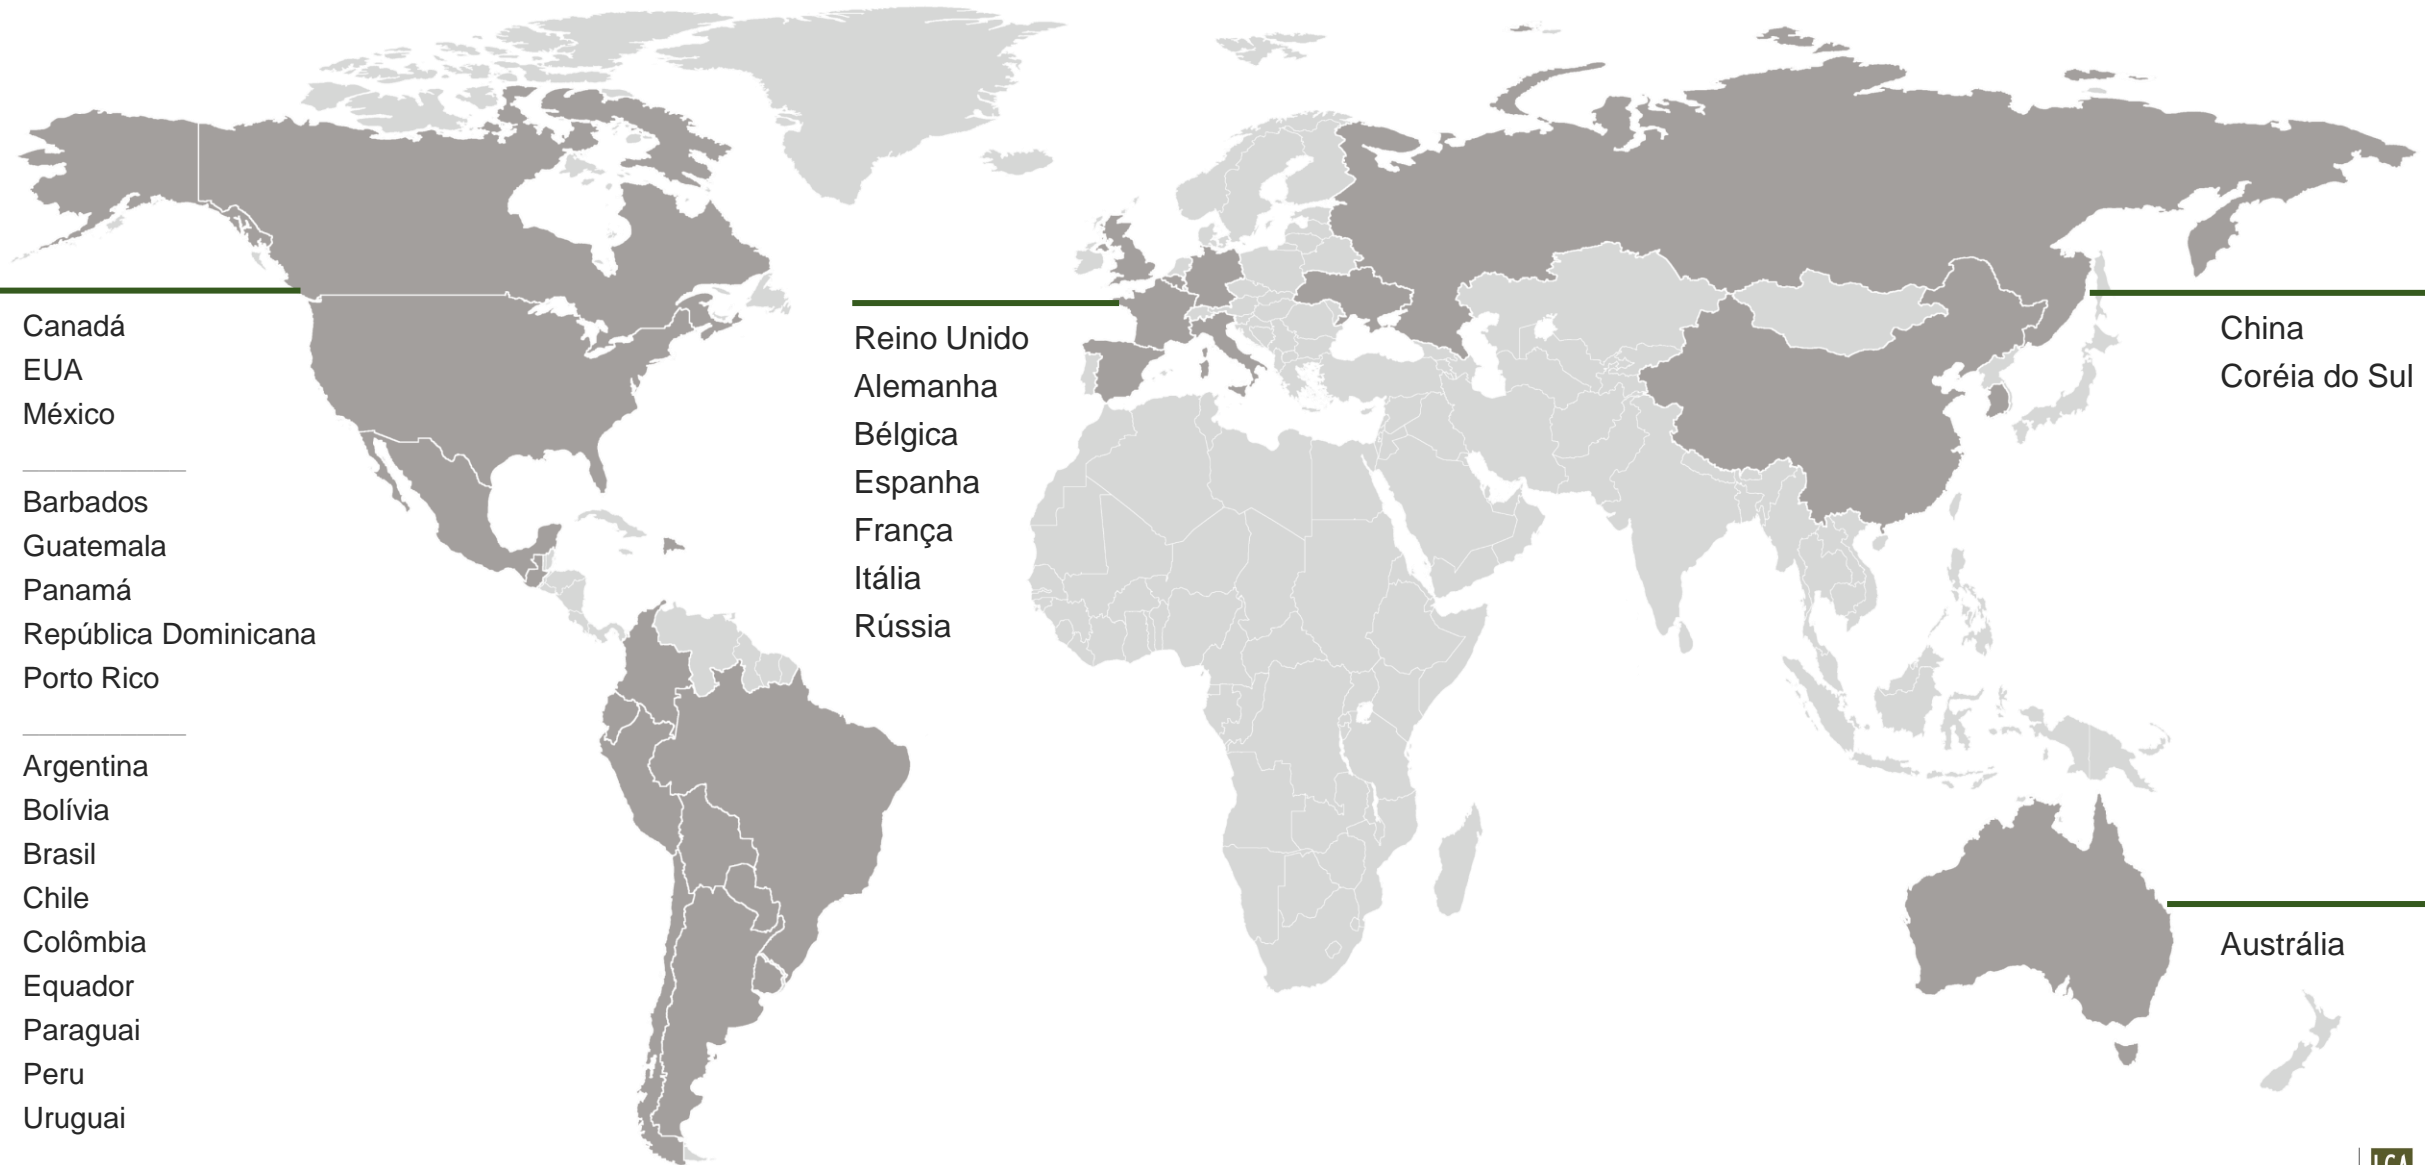 Canadá
EUA
México
Barbados
Guatemala
Panamá
República Dominicana
Porto Rico
Argentina
Bolívia
Brasil
Chile
Colômbia
Equador
Paraguai
Peru
Uruguai
Reino Unido
Alemanha
Bélgica
Espanha
França
Itália
Rússia
China
Coréia do Sul
Austrália